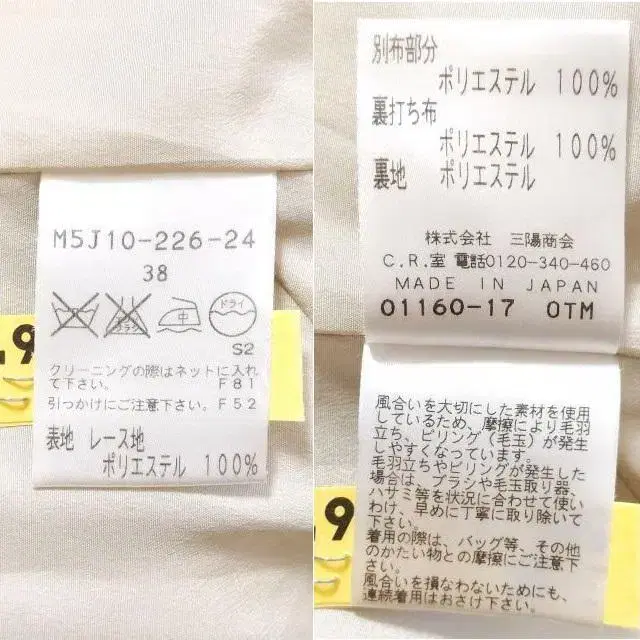 M5J10-226-24
38
中
ドライ
S2
クリーニングの際はネットに入れ
て下さい。 F81
引っかけにご注意下さい。F52
表地 レース地
ポリエステル 100%
.9
別布部分
ポリエステル 100%
裏打ち布
ポリエステル 100%
裏地 ポリエステル
株式会社 三陽商会
C.R.室 電話0120-340-460
MADE IN JAPAN
01160-17 OTM
風合いを大切にした素材を使用
しているため、摩擦により毛羽
立ち、ピリング（毛玉）が発生
しやすくなっています。
毛羽立ちやピリングが発生した
場合は、ブラシや毛玉取り器、
ハサミ等を状況に合わせて使い
わけ、早めに丁寧に取り除いて
下さい。
着用の際は、バッグ等、その他
のかたい物との摩擦にご注意下
さい。
風合いを損なわないためにも、
連続着用はおさけ下さい。
.9